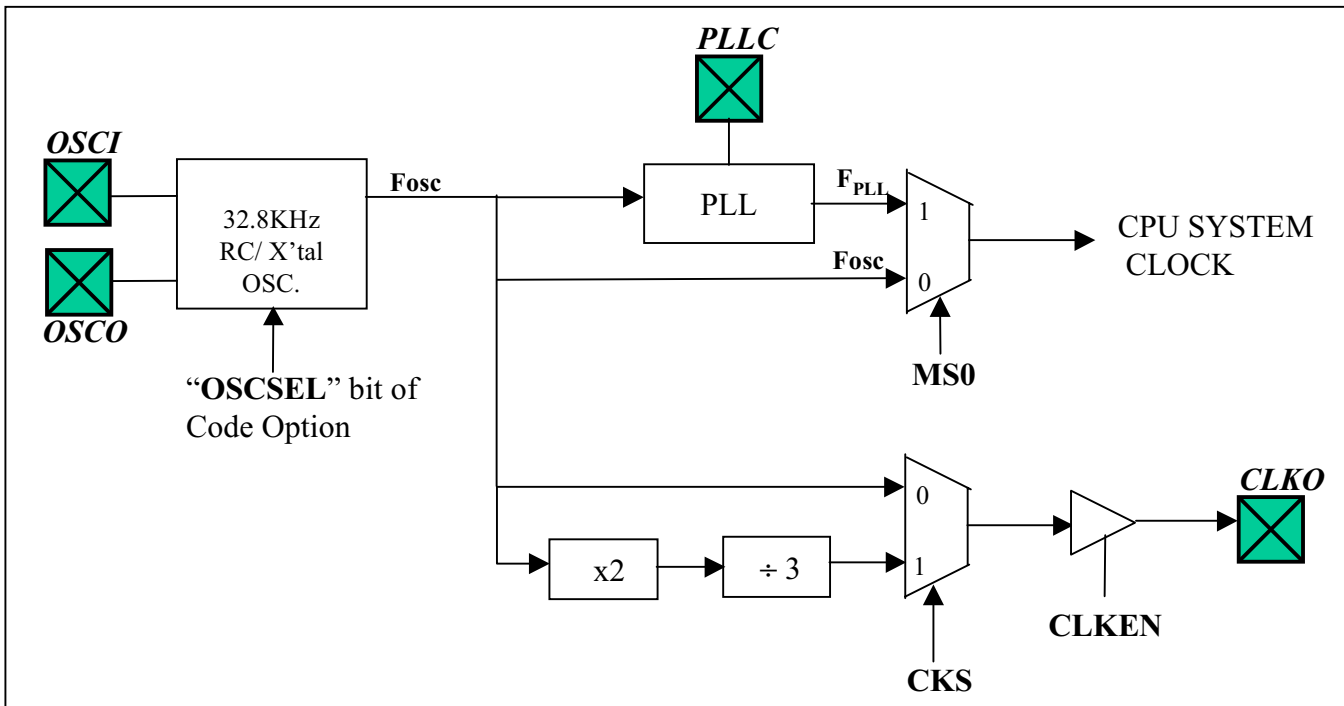 PLLC
OSCI
Fosc
32.8KHz
RC/ X’tal
OSC.
PLL
F_PLL
1
CPU SYSTEM
CLOCK
Fosc
0
OSCO
“OSCSEL” bit of
Code Option
MS0
0
CLKO
x2
÷ 3
1
CLKEN
CKS